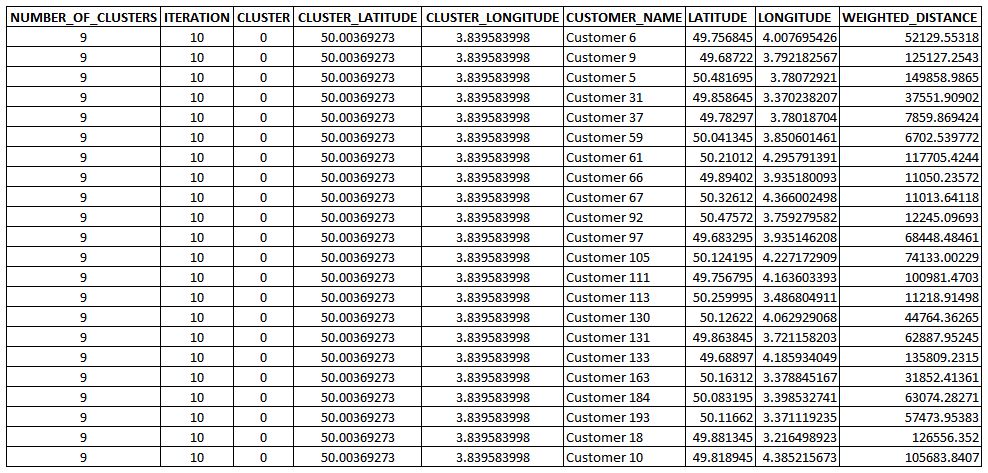 NUMBER_OF_CLUSTERS ITERATION CLUSTER CLUSTER_LATITUDE CLUSTER_LONGITUDE CUSTOMER_NAME LATITUDE LONGITUDE WEIGHTED_DISTANCE
9 10 0 50.00369273 3.839583998 Customer 6 49.756845 4.007695426 52129.55318
9 10 0 50.00369273 3.839583998 Customer 9 49.68722 3.792182567 125127.2543
9 10 0 50.00369273 3.839583998 Customer 5 50.481695 3.78072921 149858.9865
9 10 0 50.00369273 3.839583998 Customer 31 49.858645 3.370238207 37551.90902
9 10 0 50.00369273 3.839583998 Customer 37 49.78297 3.78018704 7859.869424
9 10 0 50.00369273 3.839583998 Customer 59 50.041345 3.850601461 6702.539772
9 10 0 50.00369273 3.839583998 Customer 61 50.21012 4.295791391 117705.4244
9 10 0 50.00369273 3.839583998 Customer 66 49.89402 3.935180093 11050.23572
9 10 0 50.00369273 3.839583998 Customer 67 50.32612 4.366002498 11013.64118
9 10 0 50.00369273 3.839583998 Customer 92 50.47572 3.759279582 12245.09693
9 10 0 50.00369273 3.839583998 Customer 97 49.683295 3.935146208 68448.48461
9 10 0 50.00369273 3.839583998 Customer 105 50.124195 4.227172909 74133.00229
9 10 0 50.00369273 3.839583998 Customer 111 49.756795 4.163603393 100981.4703
9 10 0 50.00369273 3.839583998 Customer 113 50.259995 3.486804911 11218.91498
9 10 0 50.00369273 3.839583998 Customer 130 50.12622 4.062929068 44764.36265
9 10 0 50.00369273 3.839583998 Customer 131 49.863845 3.721158203 62887.95245
9 10 0 50.00369273 3.839583998 Customer 133 49.68897 4.185934049 135809.2315
9 10 0 50.00369273 3.839583998 Customer 163 50.16312 3.378845167 31852.41361
9 10 0 50.00369273 3.839583998 Customer 184 50.083195 3.398532741 63074.28271
9 10 0 50.00369273 3.839583998 Customer 193 50.11662 3.371119235 57473.95383
9 10 0 50.00369273 3.839583998 Customer 18 49.881345 3.216498923 126556.352
9 10 0 50.00369273 3.839583998 Customer 10 49.818945 4.385215673 105683.8407